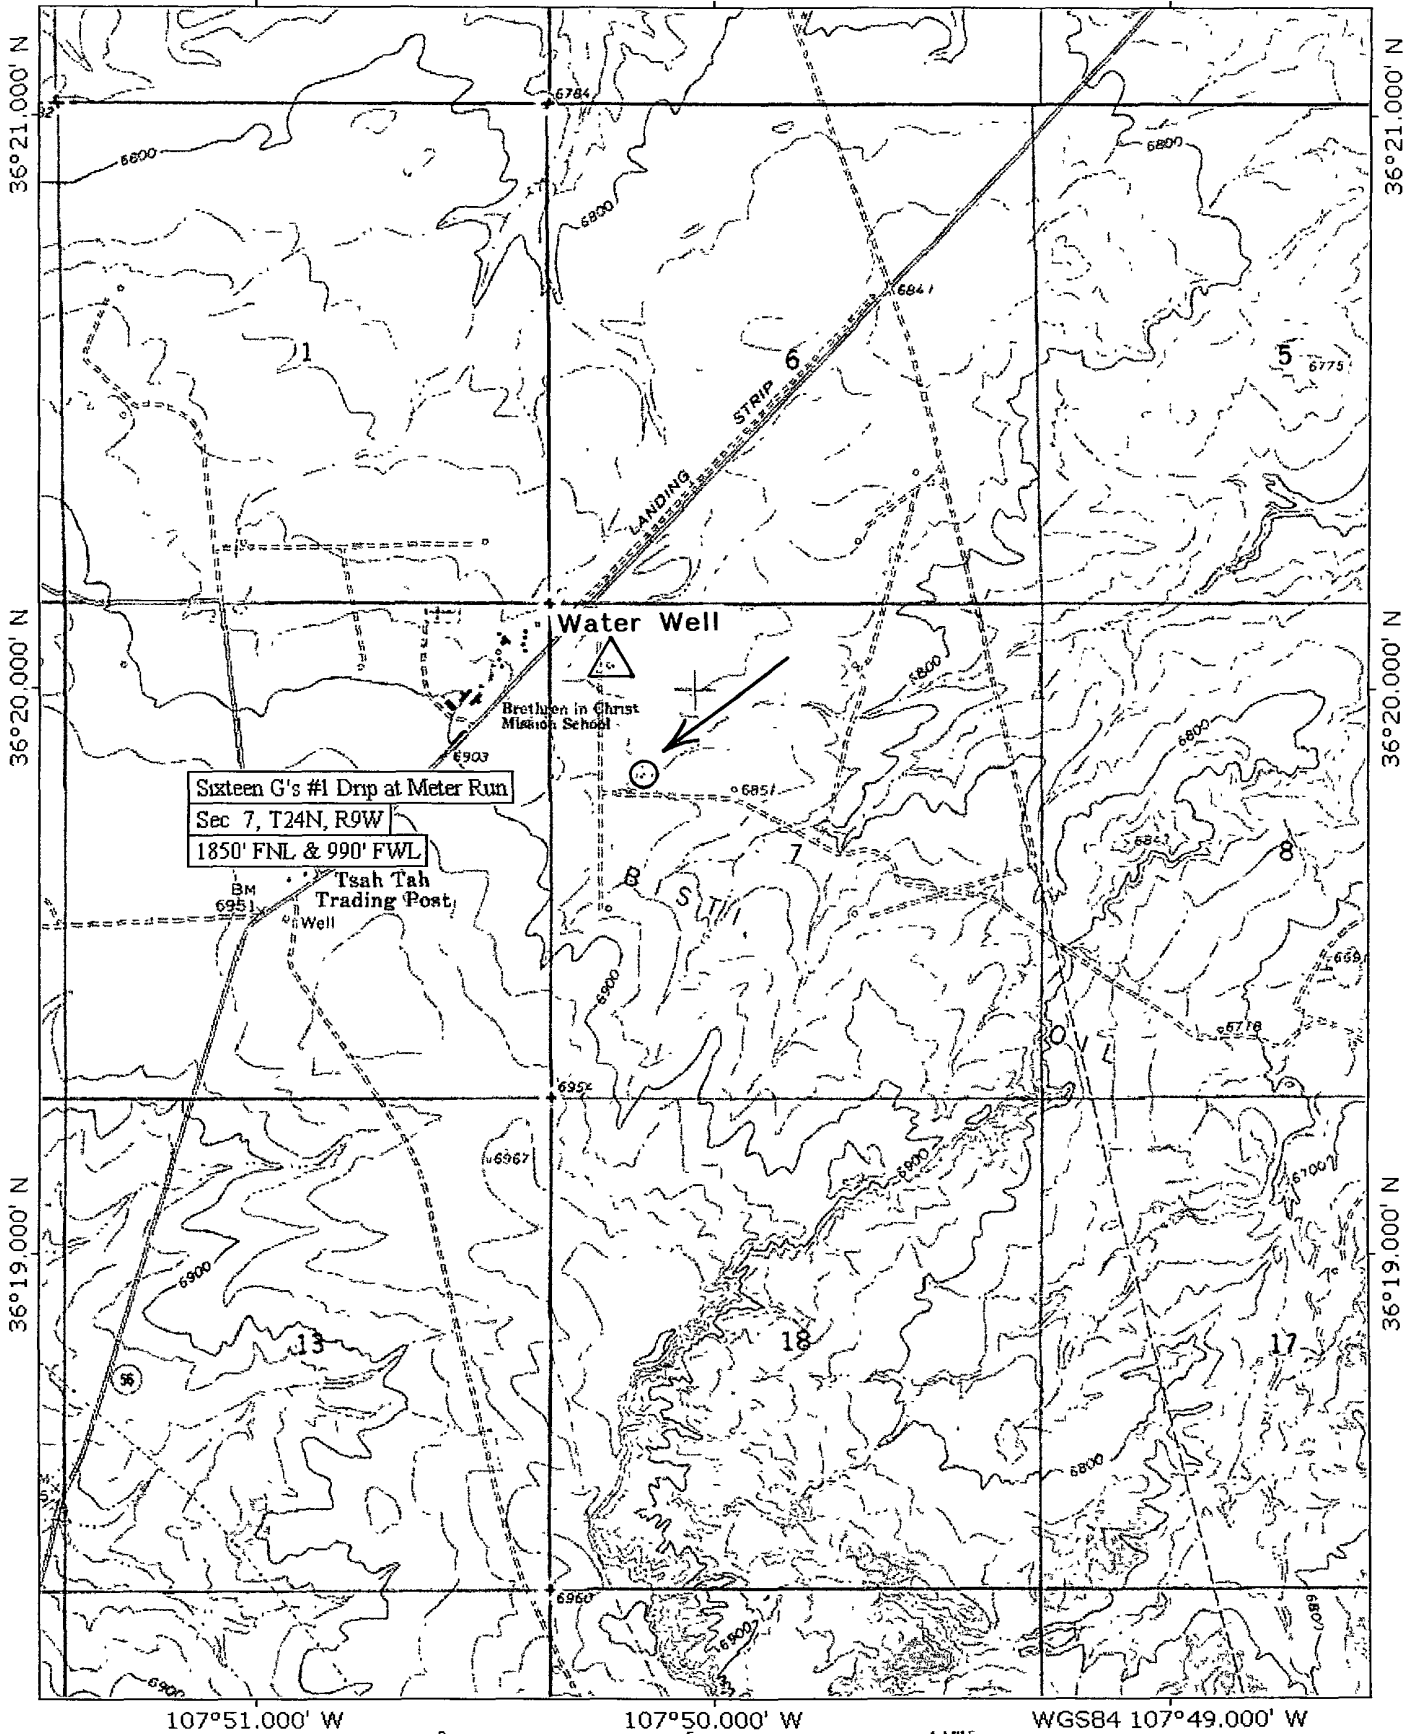 36°21.000' N
36°21.000' N
6784
6800
6800
6800
6841
1
6
5
6775
LANDING STRIP
36°20.000' N
36°20.000' N
Water Well
Brethren in Christ
Mission School
6800
6800
6903
6851
Sixteen G's #1 Drip at Meter Run
Sec 7, T24N, R9W
1850' FNL & 990' FWL
7
8
Tsah Tah
Trading Post
BM
6951
Well
B I S T I
6900
6778
O V E
6954
6967
6900
6700
36°19.000' N
36°19.000' N
6900
13
18
17
56
6800
6960
6900
6900
107°51.000' W
107°50.000' W
WGS84 107°49.000' W